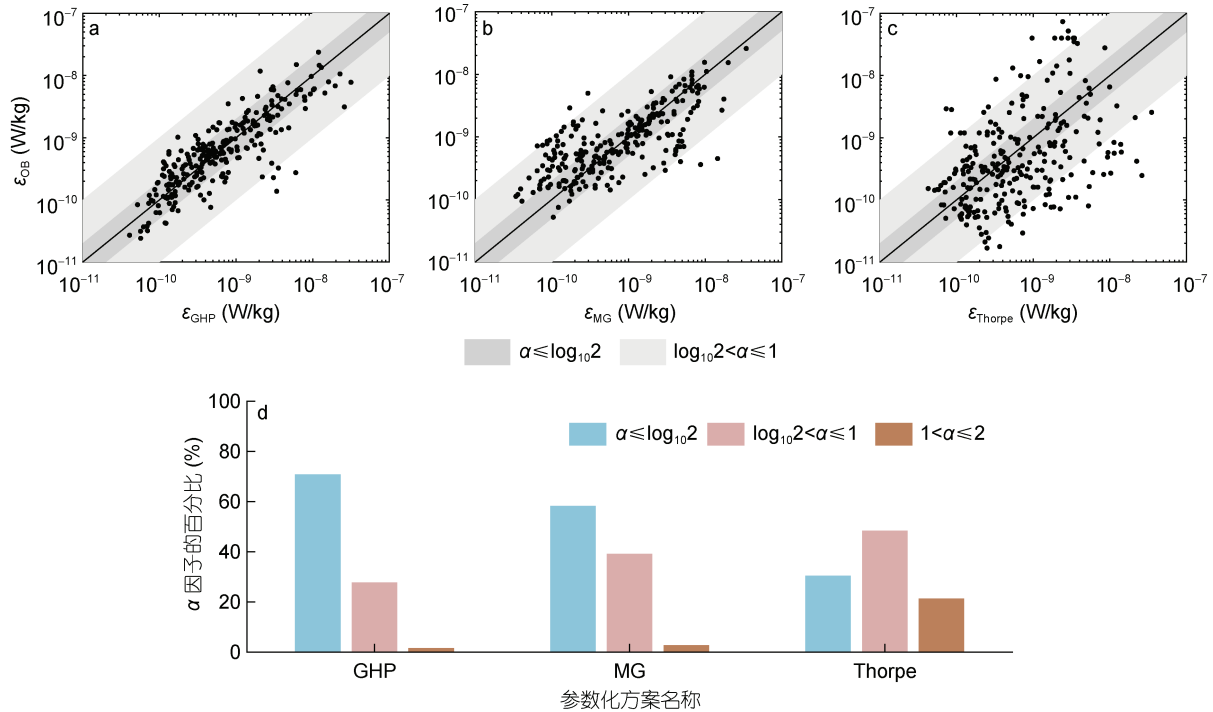 a
10⁻⁷
10⁻⁸
10⁻⁹
10⁻¹⁰
10⁻¹¹
ε_OB (W/kg)
10⁻¹¹ 10⁻¹⁰ 10⁻⁹ 10⁻⁸ 10⁻⁷
ε_GHP (W/kg)
b
10⁻⁷
10⁻⁸
10⁻⁹
10⁻¹⁰
10⁻¹¹
10⁻¹¹ 10⁻¹⁰ 10⁻⁹ 10⁻⁸ 10⁻⁷
ε_MG (W/kg)
c
10⁻⁷
10⁻⁸
10⁻⁹
10⁻¹⁰
10⁻¹¹
10⁻¹¹ 10⁻¹⁰ 10⁻⁹ 10⁻⁸ 10⁻⁷
ε_Thorpe (W/kg)
α≤log₁₀2 log₁₀2<α≤1
d
α≤log₁₀2 log₁₀2<α≤1 1<α≤2
100
80
60
40
20
0
α 因子的百分比 (%)
GHP MG Thorpe
参数化方案名称